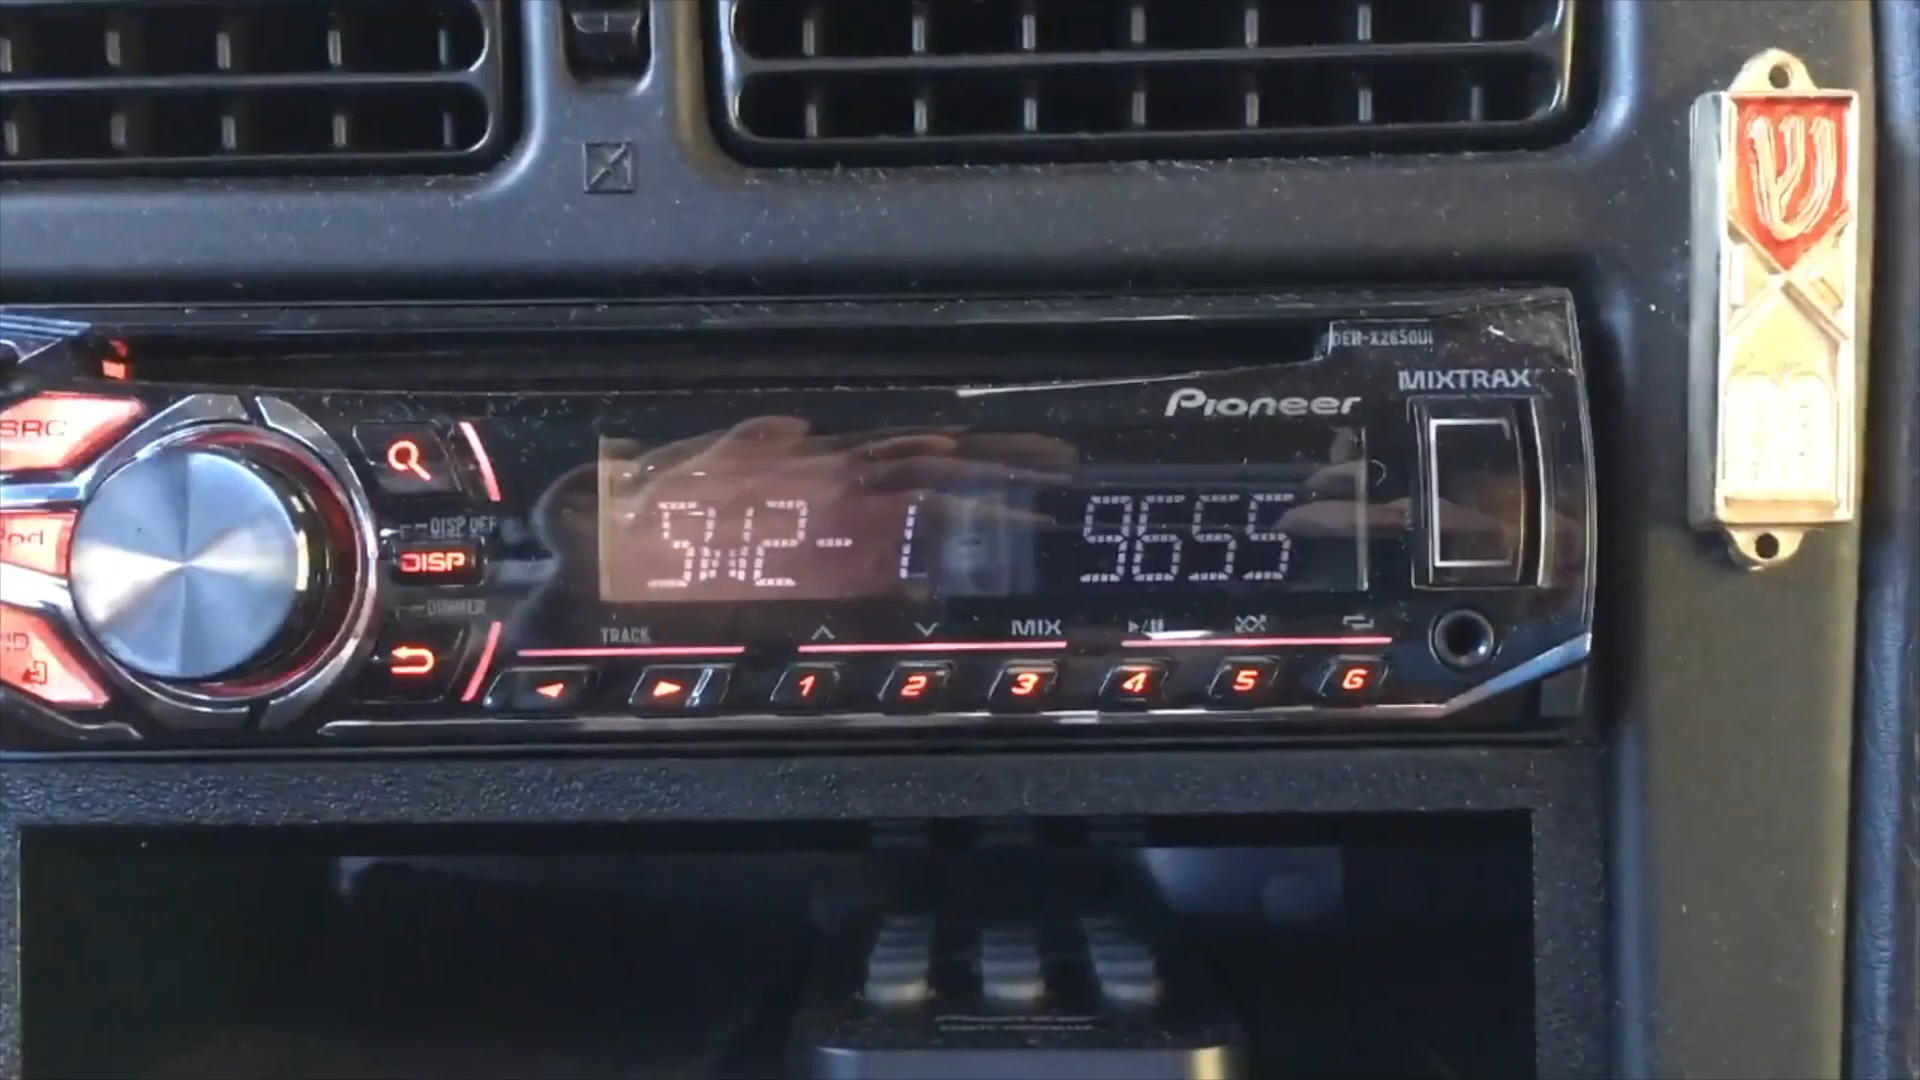 ש
DEH-X2650UI
MIXTRAX
Pioneer
SRC
DISP OFF
SW2-1 9655
DISP
DIMMER
TRACK
MIX
1 2 3 4 5 6